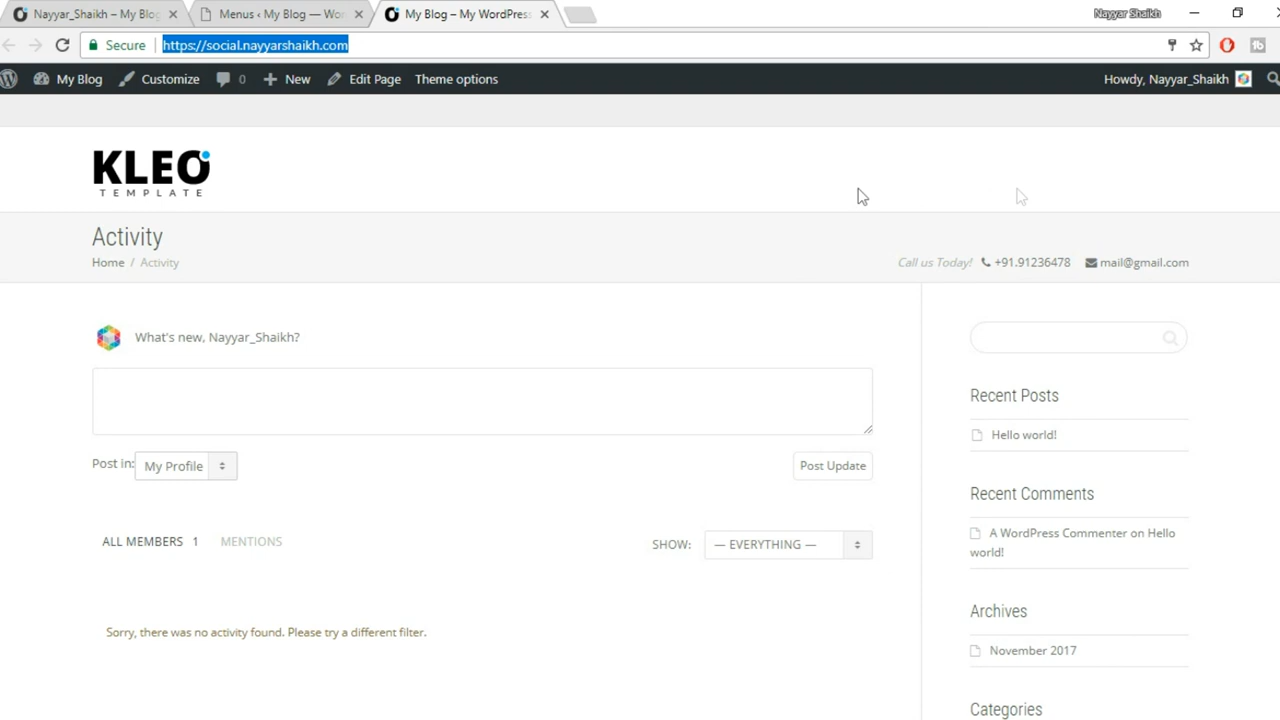 Nayyar_Shaikh – My Blog
Menus ‹ My Blog — Wor
My Blog – My WordPress
Nayyar Shaikh
Secure
https://social.nayyarshaikh.com
My Blog
Customize
0
New
Edit Page
Theme options
Howdy, Nayyar_Shaikh
KLEO
TEMPLATE
Activity
Home / Activity
Call us Today! +91.91236478 mail@gmail.com
What's new, Nayyar_Shaikh?
Post in: My Profile
Post Update
ALL MEMBERS 1 MENTIONS
SHOW: — EVERYTHING —
Sorry, there was no activity found. Please try a different filter.
Recent Posts
Hello world!
Recent Comments
A WordPress Commenter on Hello
world!
Archives
November 2017
Categories